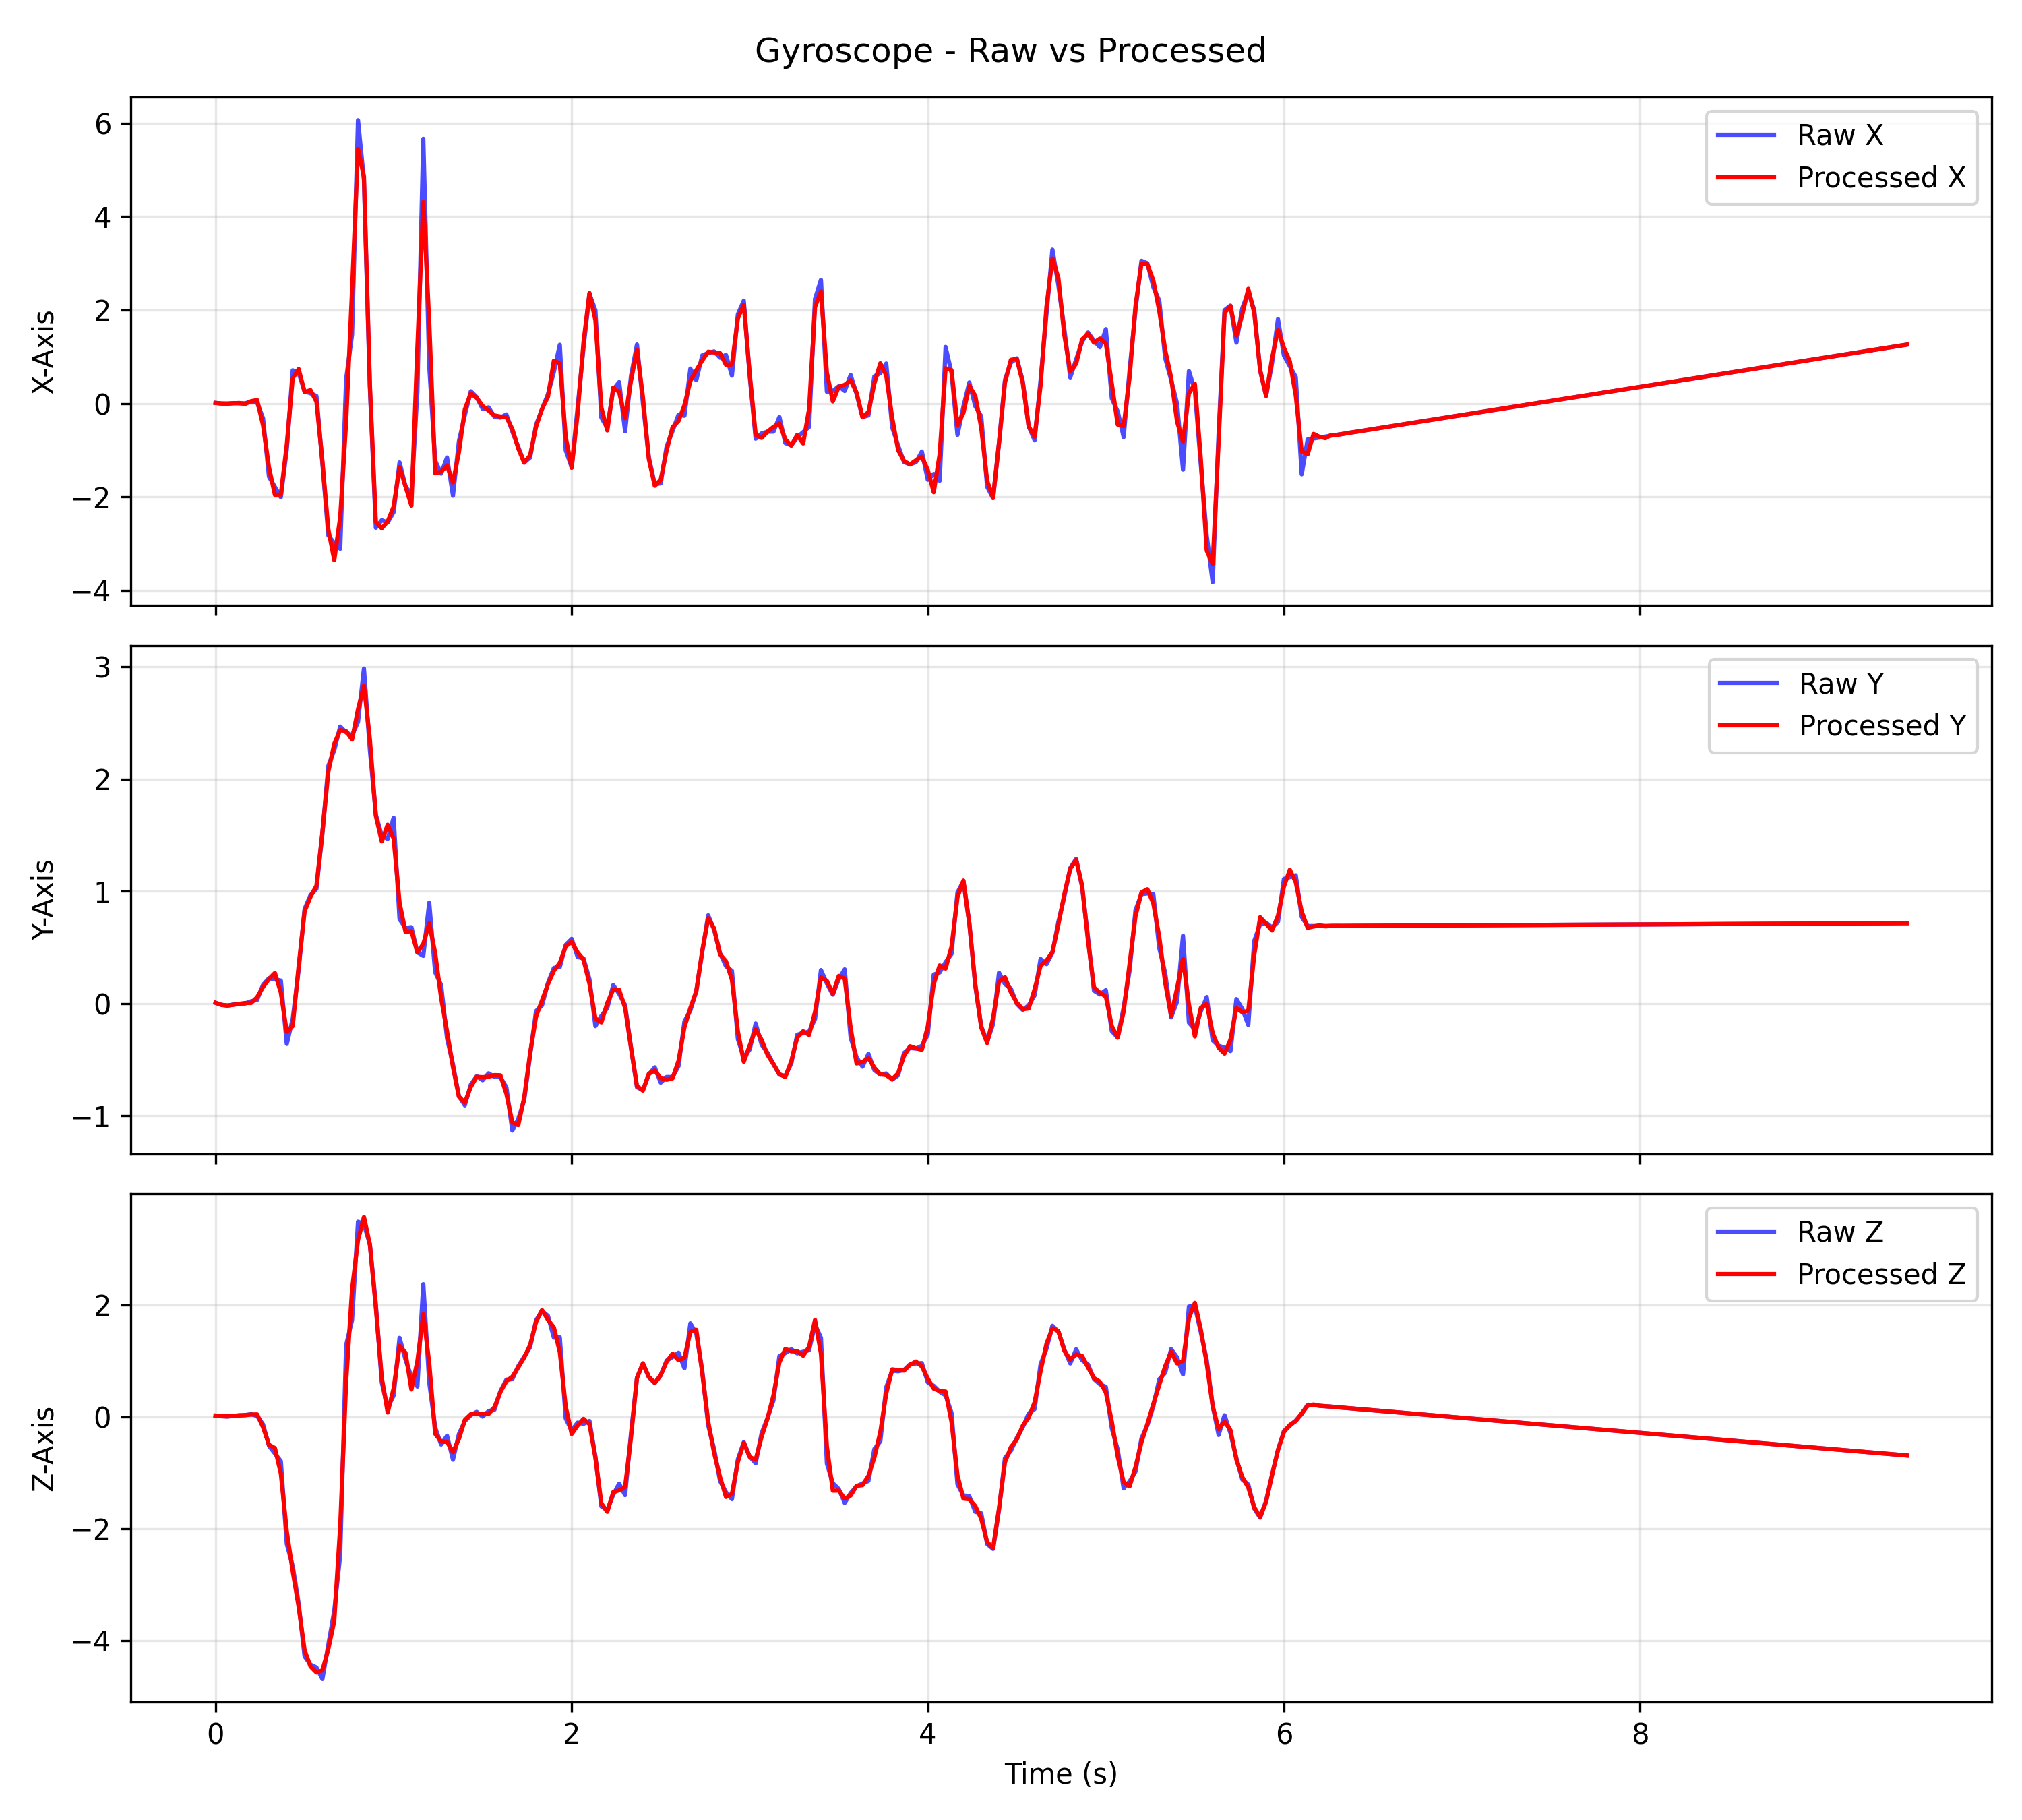 Gyroscope - Raw vs Processed
6
4
2
0
−2
−4
X-Axis
Raw X
Processed X
3
2
1
0
−1
Y-Axis
Raw Y
Processed Y
2
0
−2
−4
Z-Axis
Raw Z
Processed Z
0 2 4 6 8
Time (s)